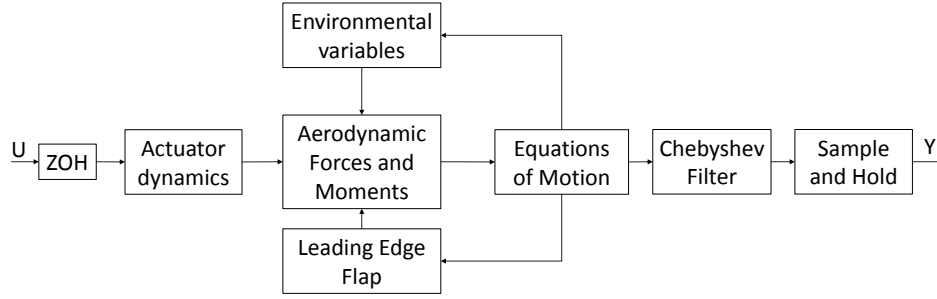 Environmental
variables
U
ZOH
Actuator
dynamics
Aerodynamic
Forces and
Moments
Equations
of Motion
Chebyshev
Filter
Sample
and Hold
Y
Leading Edge
Flap